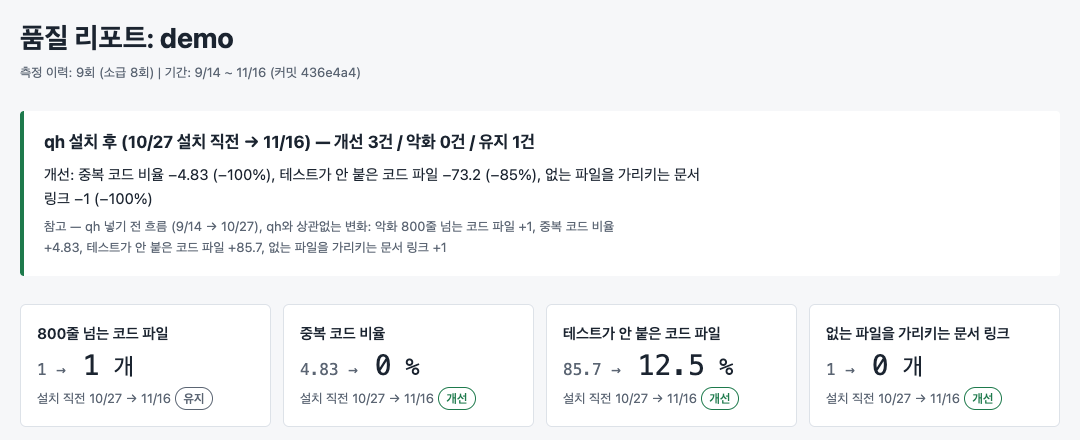 품질 리포트: demo
측정 이력: 9회 (소급 8회) | 기간: 9/14 ~ 11/16 (커밋 436e4a4)
qh 설치 후 (10/27 설치 직전 → 11/16) — 개선 3건 / 악화 0건 / 유지 1건
개선: 중복 코드 비율 −4.83 (−100%), 테스트가 안 붙은 코드 파일 −73.2 (−85%), 없는 파일을 가리키는 문서
링크 −1 (−100%)
참고 — qh 넣기 전 흐름 (9/14 → 10/27), qh와 상관없는 변화: 악화 800줄 넘는 코드 파일 +1, 중복 코드 비율
+4.83, 테스트가 안 붙은 코드 파일 +85.7, 없는 파일을 가리키는 문서 링크 +1
800줄 넘는 코드 파일
1 → 1 개
설치 직전 10/27 → 11/16 유지
중복 코드 비율
4.83 → 0 %
설치 직전 10/27 → 11/16 개선
테스트가 안 붙은 코드 파일
85.7 → 12.5 %
설치 직전 10/27 → 11/16 개선
없는 파일을 가리키는 문서 링크
1 → 0 개
설치 직전 10/27 → 11/16 개선